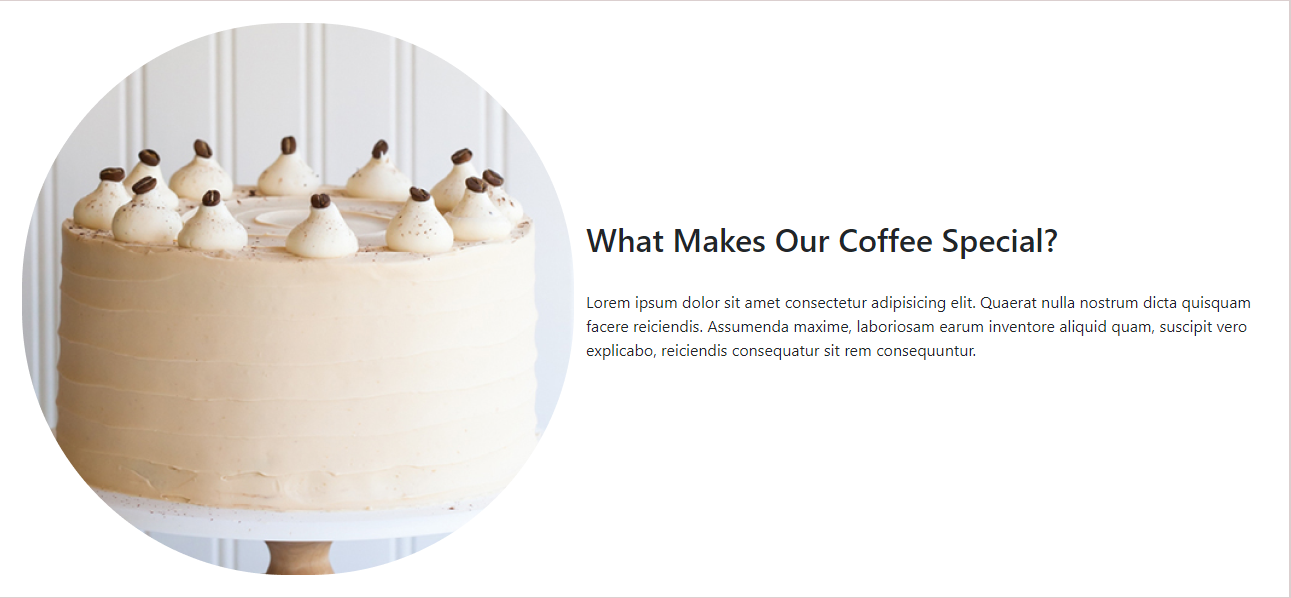 What Makes Our Coffee Special?
Lorem ipsum dolor sit amet consectetur adipisicing elit. Quaerat nulla nostrum dicta quisquam
facere reiciendis. Assumenda maxime, laboriosam earum inventore aliquid quam, suscipit vero
explicabo, reiciendis consequatur sit rem consequuntur.